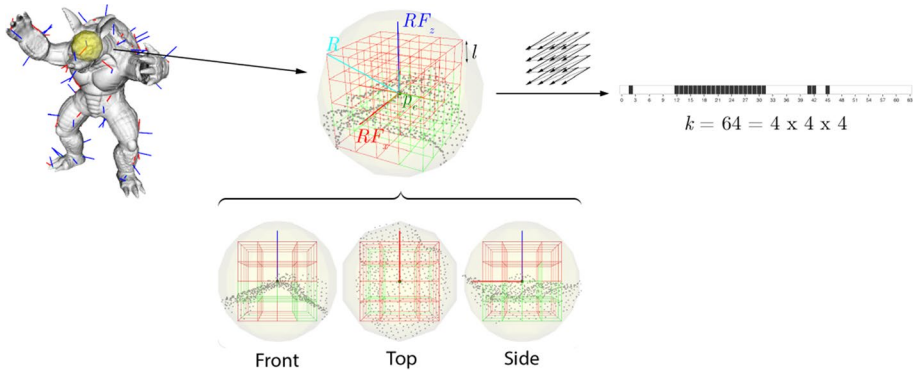 RF_z
R
l
p
RF_x
0 3 6 9 12 15 18 21 24 27 30 33 36 39 42 45 48 51 54 57 60 63
k = 64 = 4 x 4 x 4
Front Top Side